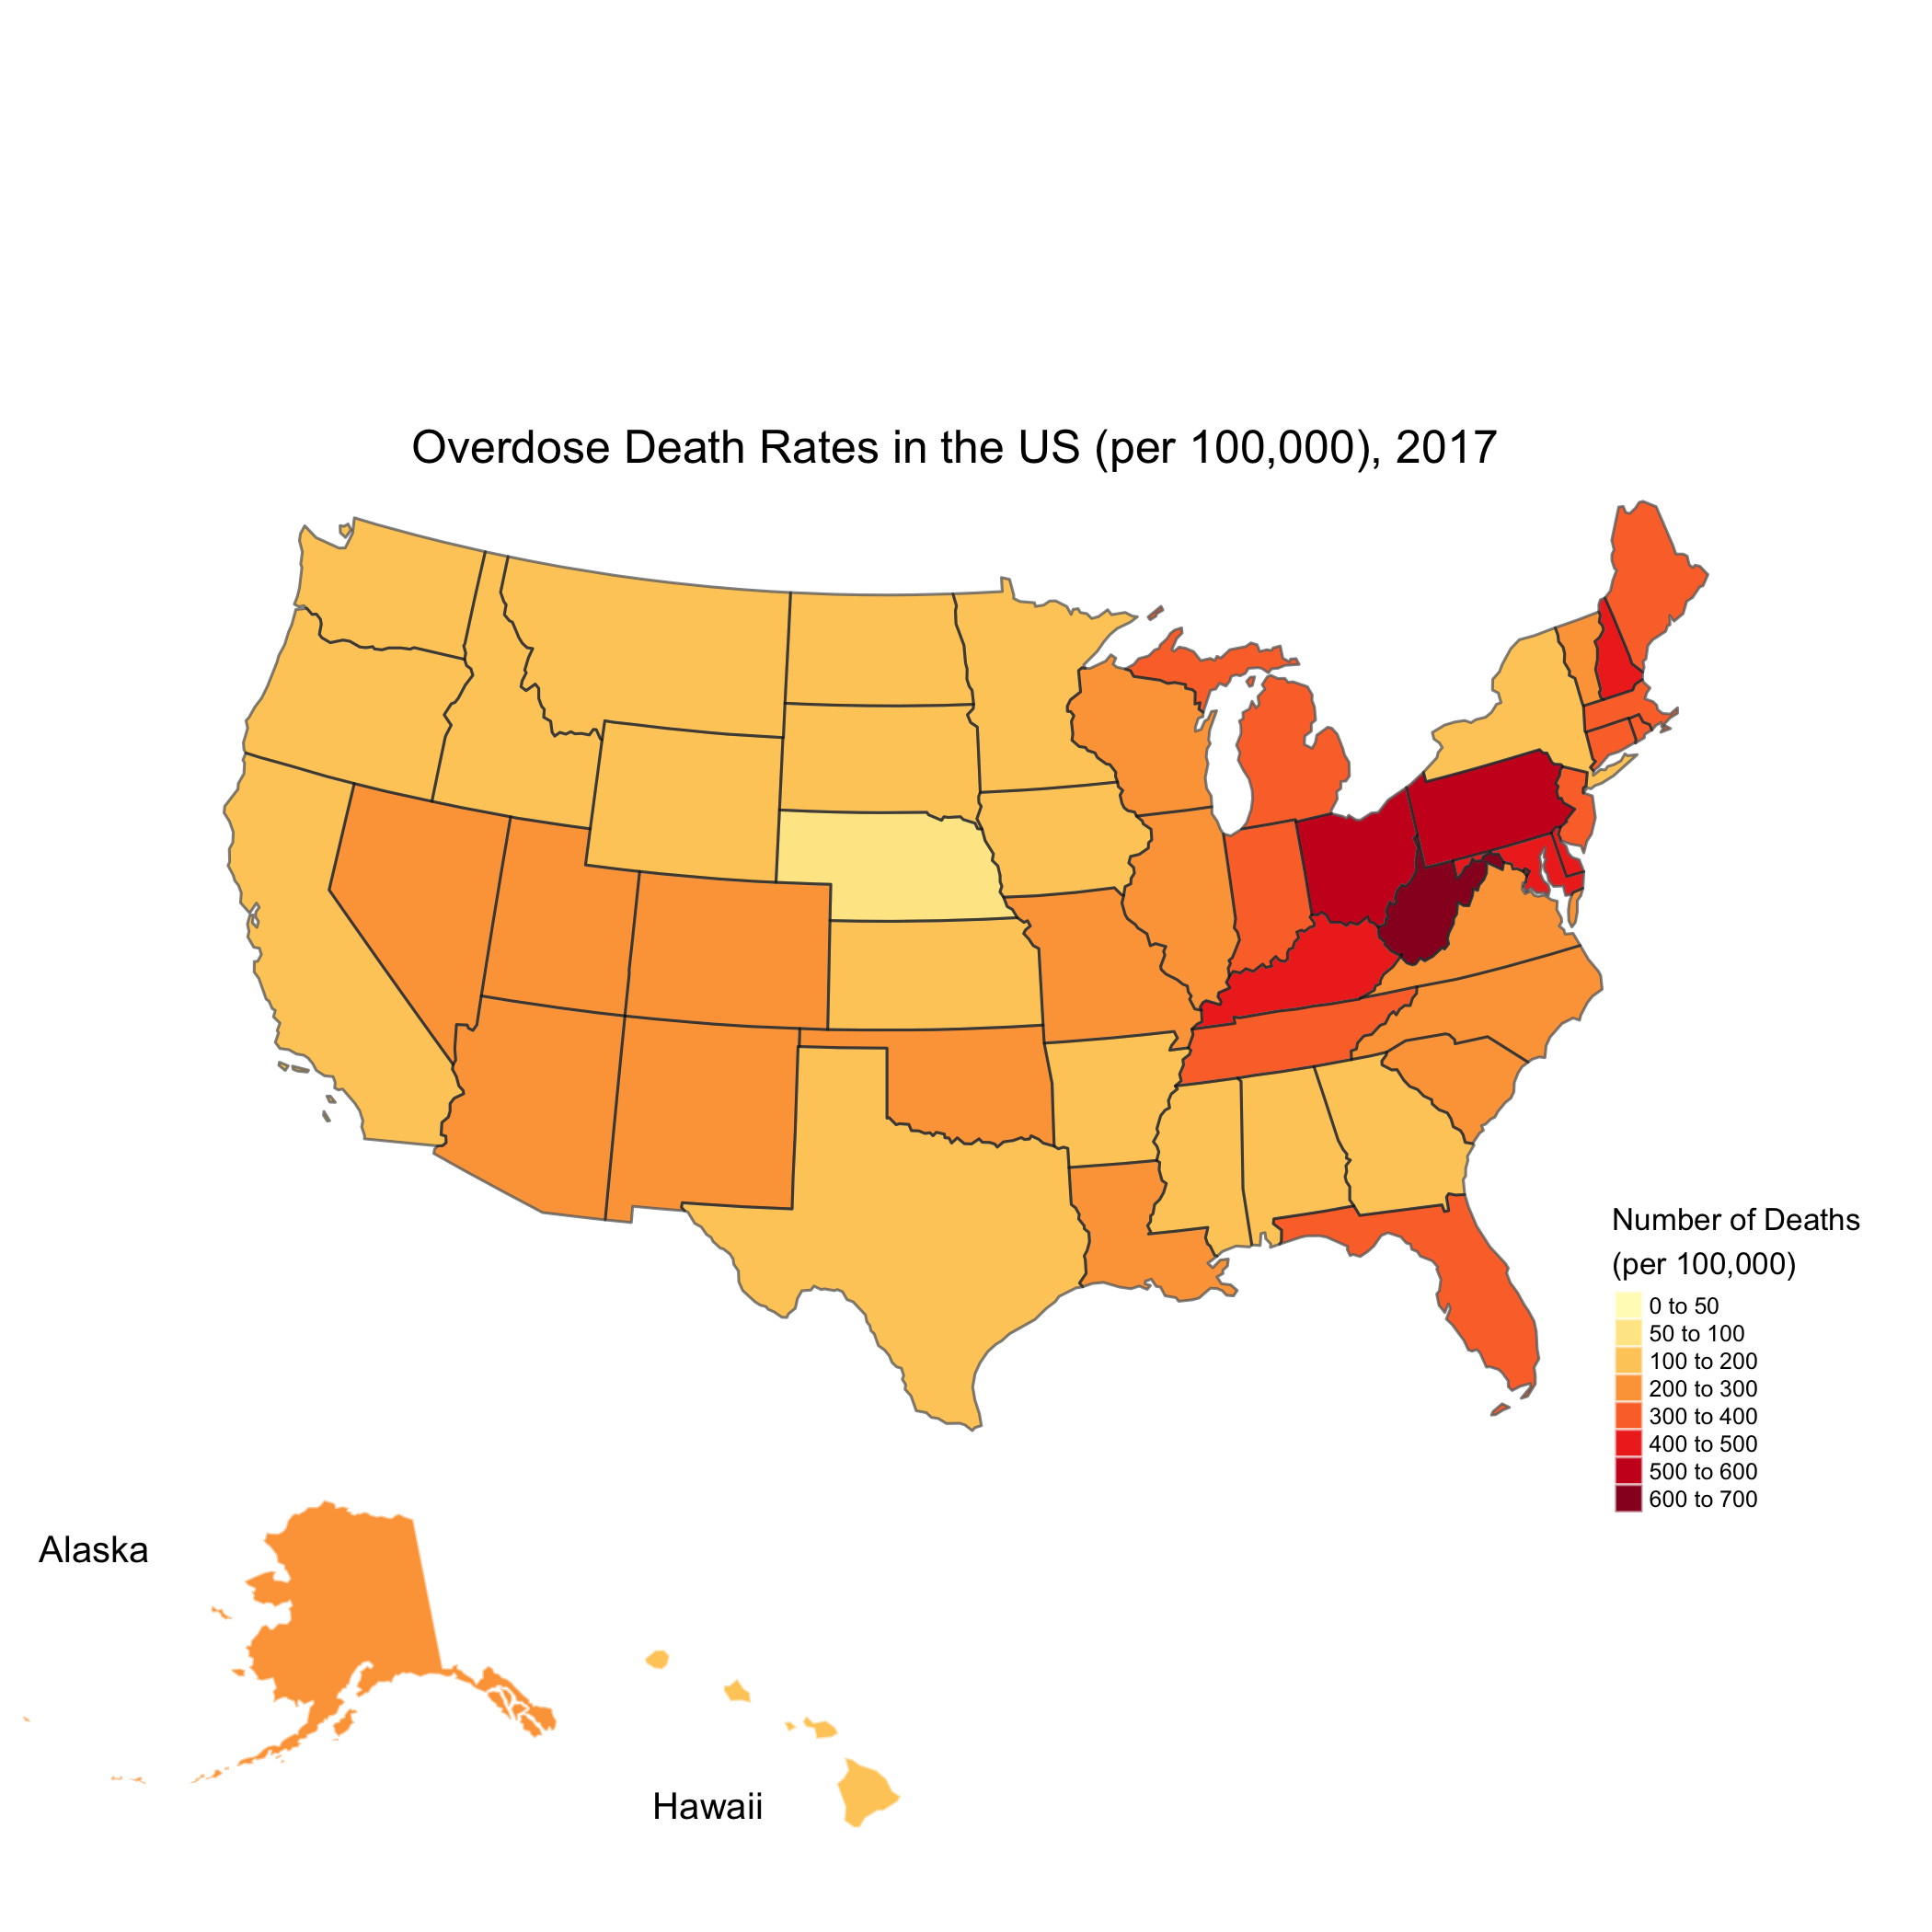 Overdose Death Rates in the US (per 100,000), 2017
Number of Deaths
(per 100,000)
0 to 50
50 to 100
100 to 200
200 to 300
300 to 400
400 to 500
500 to 600
600 to 700
Alaska
Hawaii